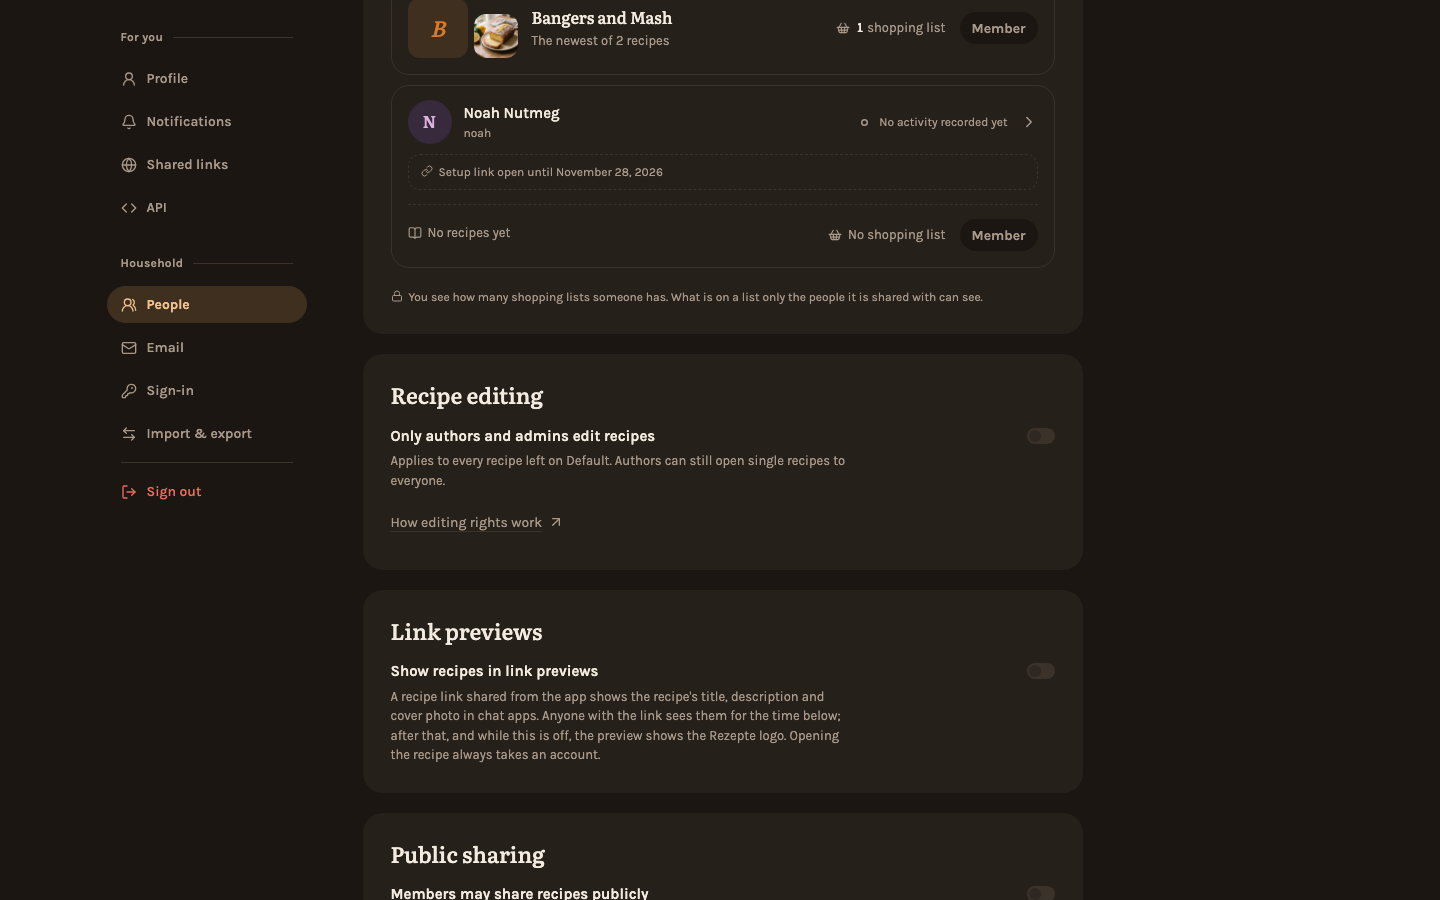 For you
Profile
Notifications
Shared links
API
Household
People
Email
Sign-in
Import & export
Sign out
B
Bangers and Mash
The newest of 2 recipes
1 shopping list
Member
N
Noah Nutmeg
noah
No activity recorded yet
Setup link open until November 28, 2026
No recipes yet
No shopping list
Member
You see how many shopping lists someone has. What is on a list only the people it is shared with can see.
Recipe editing
Only authors and admins edit recipes
Applies to every recipe left on Default. Authors can still open single recipes to
everyone.
How editing rights work
Link previews
Show recipes in link previews
A recipe link shared from the app shows the recipe's title, description and
cover photo in chat apps. Anyone with the link sees them for the time below;
after that, and while this is off, the preview shows the Rezepte logo. Opening
the recipe always takes an account.
Public sharing
Members may share recipes publicly